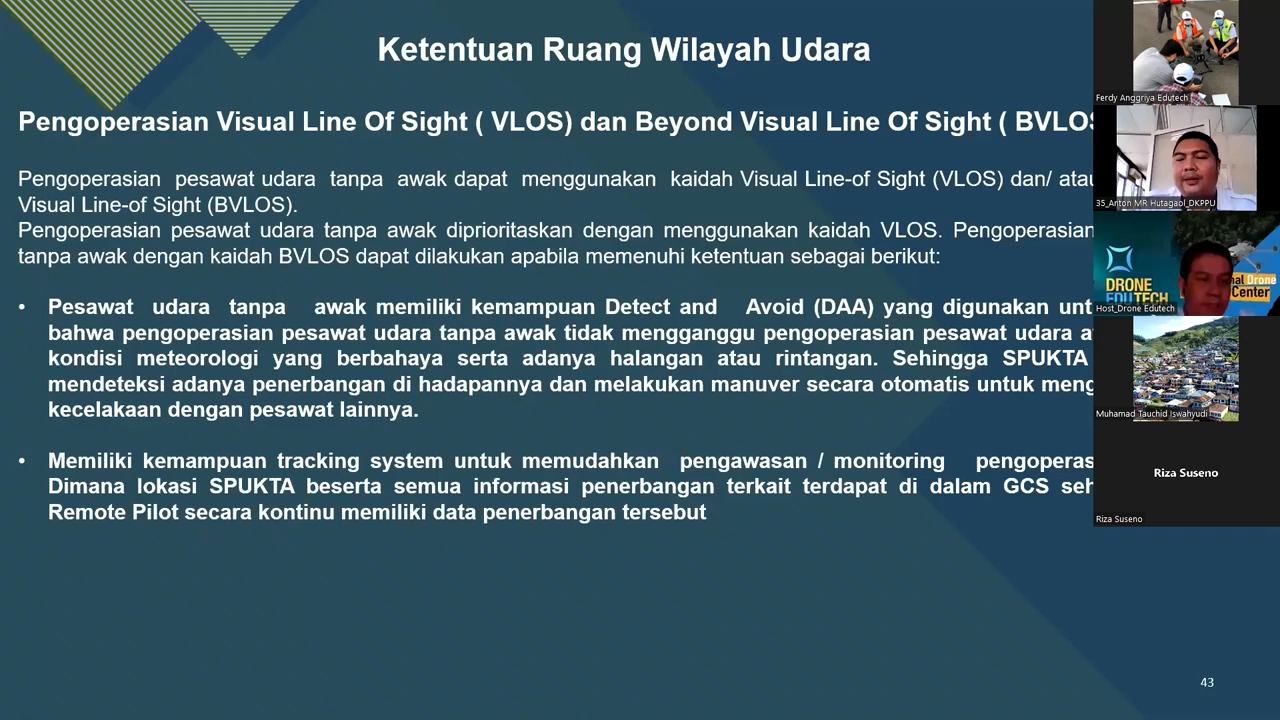 Ketentuan Ruang Wilayah Udara
Pengoperasian Visual Line Of Sight ( VLOS) dan Beyond Visual Line Of Sight ( BVLOS
Pengoperasian pesawat udara tanpa awak dapat menggunakan kaidah Visual Line-of Sight (VLOS) dan/ atau
Visual Line-of Sight (BVLOS).
Pengoperasian pesawat udara tanpa awak diprioritaskan dengan menggunakan kaidah VLOS. Pengoperasian
tanpa awak dengan kaidah BVLOS dapat dilakukan apabila memenuhi ketentuan sebagai berikut:
• Pesawat udara tanpa awak memiliki kemampuan Detect and Avoid (DAA) yang digunakan
bahwa pengoperasian pesawat udara tanpa awak tidak mengganggu pengoperasian pesawat udara
kondisi meteorologi yang berbahaya serta adanya halangan atau rintangan. Sehingga SPUKTA
mendeteksi adanya penerbangan di hadapannya dan melakukan manuver secara otomatis untuk
kecelakaan dengan pesawat lainnya.
• Memiliki kemampuan tracking system untuk memudahkan pengawasan / monitoring
Dimana lokasi SPUKTA beserta semua informasi penerbangan terkait terdapat di dalam GCS
Remote Pilot secara kontinu memiliki data penerbangan tersebut
43
Ferdy Anggriya Edutech
35_Anton MR Hutagaol_DKPPU
DRONE
EDUTECH
nal Drone
Center
Host_Drone Edutech
Muhamad Tauchid Iswahyudi
Riza Suseno
Riza Suseno